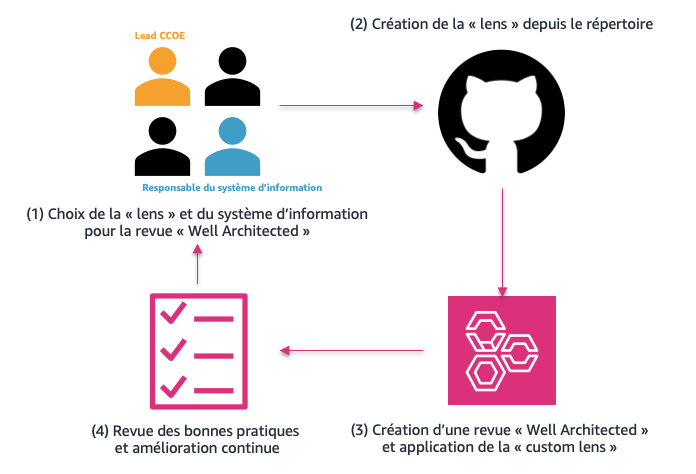 Lead CCOE
(2) Création de la « lens » depuis le répertoire
Responsable du système d’information
(1) Choix de la « lens » et du système d’information
pour la revue « Well Architected »
(4) Revue des bonnes pratiques
et amélioration continue
(3) Création d’une revue « Well Architected »
et application de la « custom lens »